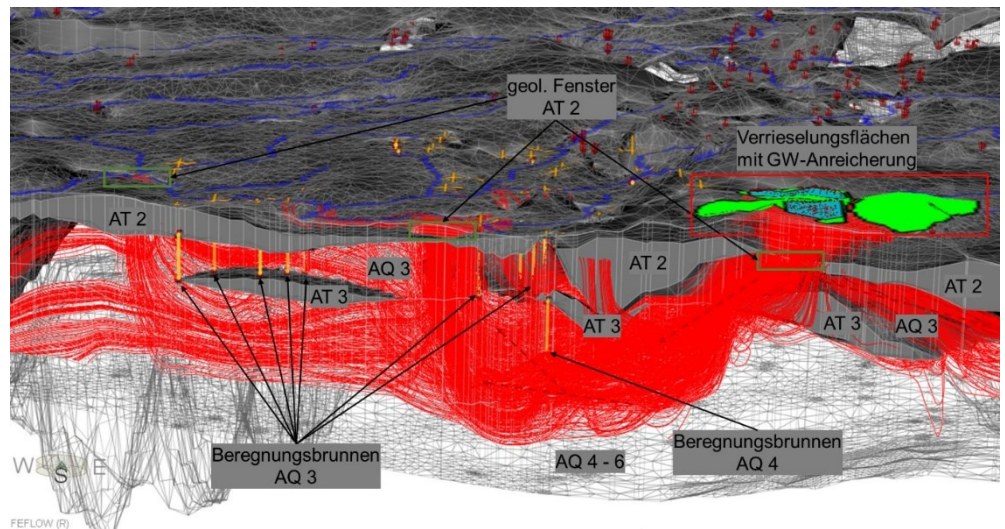 geol. Fenster
AT 2
Verrieselungsflächen
mit GW-Anreicherung
AT 2
AQ 3
AT 2
AT 2
AT 3
AT 3
AT 3
AQ 3
Beregnungsbrunnen
AQ 3
AQ 4 - 6
Beregnungsbrunnen
AQ 4
W E
S
FEFLOW (R)